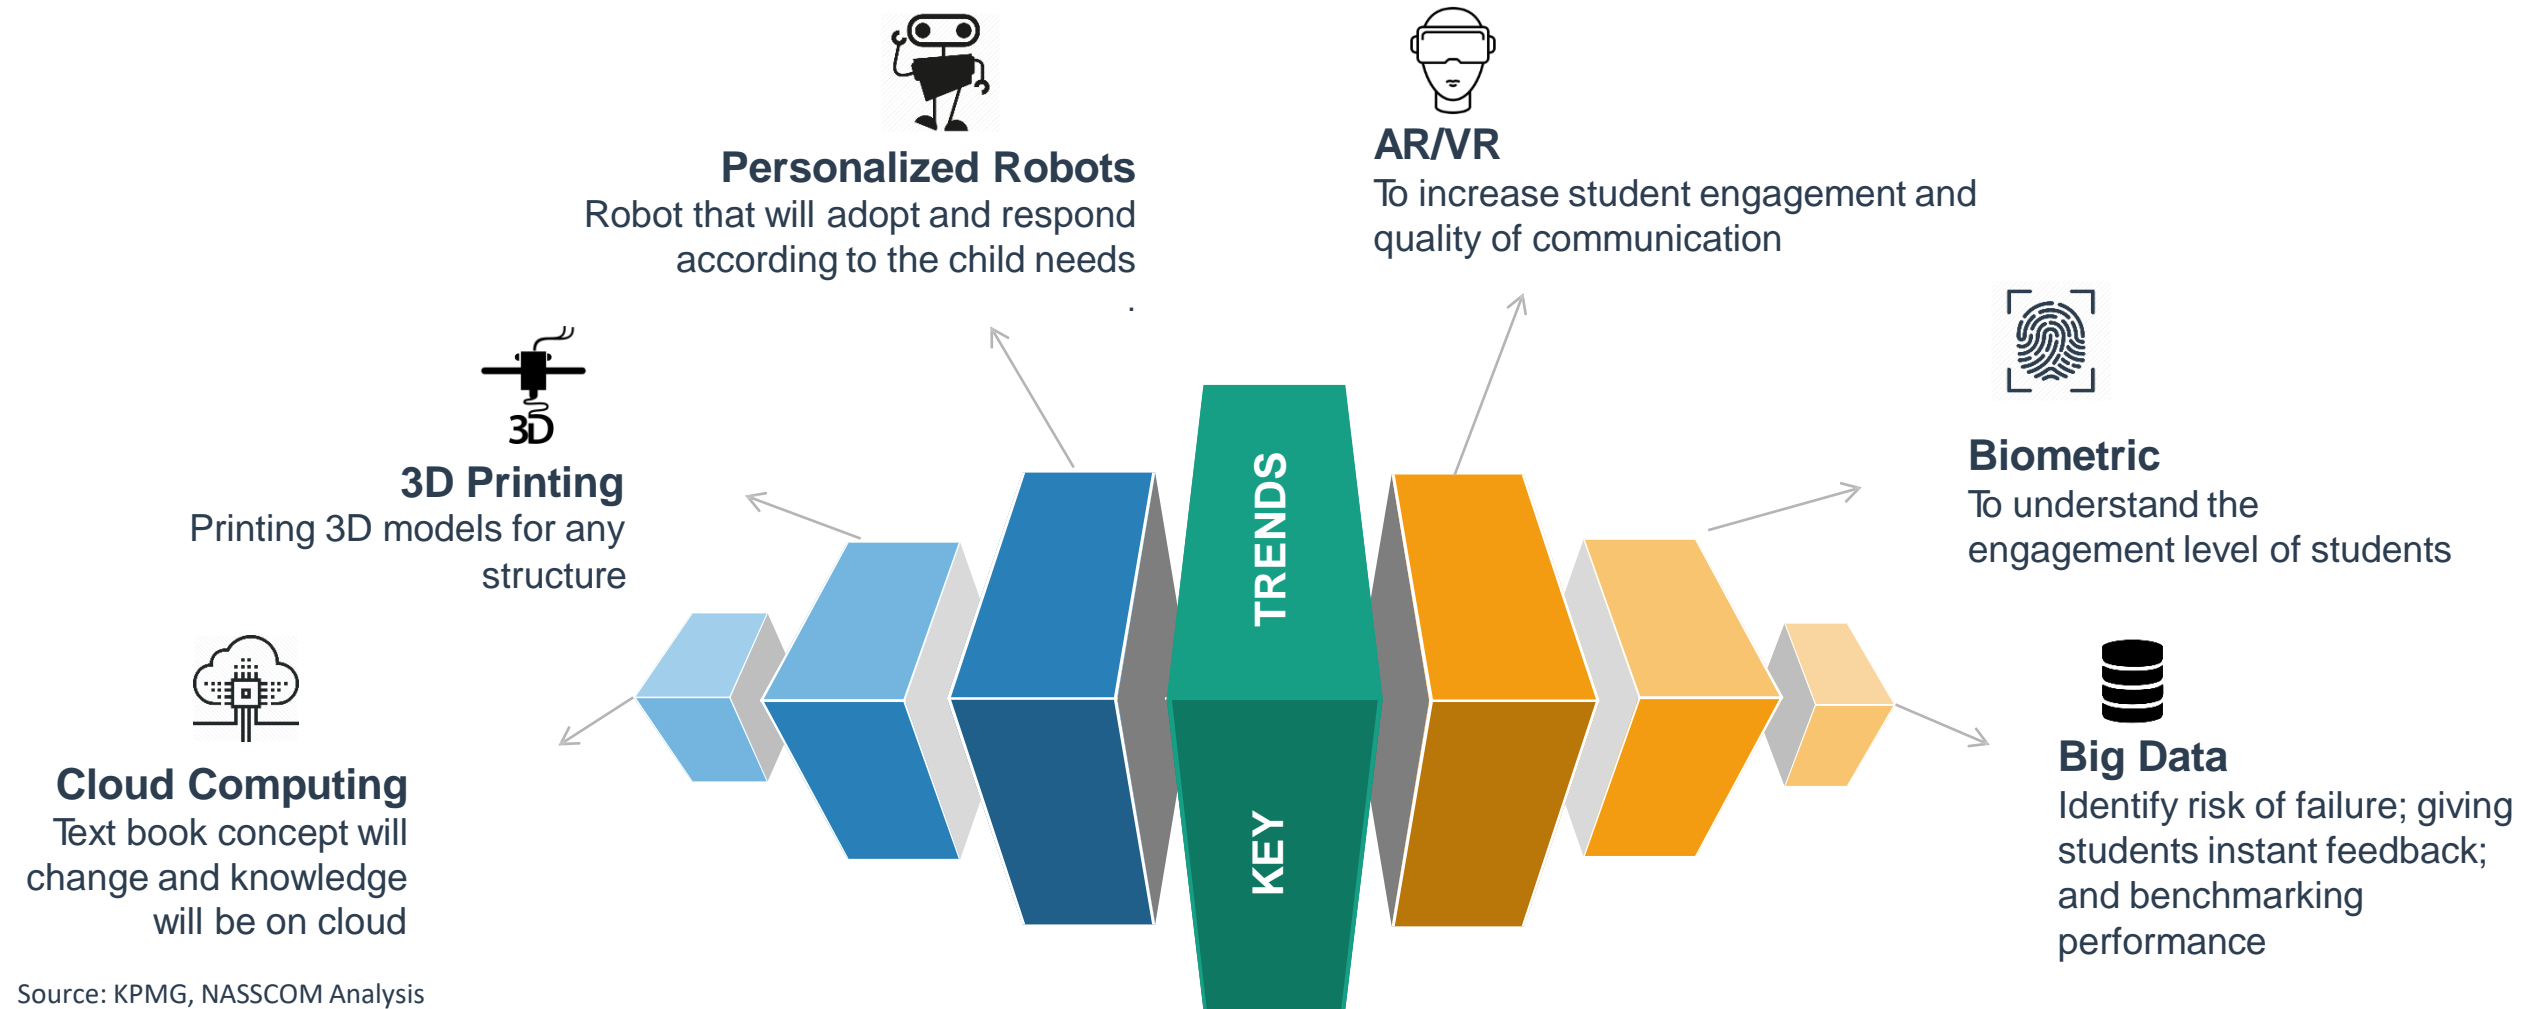 Personalized Robots
Robot that will adopt and respond
according to the child needs
.
AR/VR
To increase student engagement and
quality of communication
3D
3D Printing
Printing 3D models for any
structure
Biometric
To understand the
engagement level of students
TRENDS
KEY
Cloud Computing
Text book concept will
change and knowledge
will be on cloud
Big Data
Identify risk of failure; giving
students instant feedback;
and benchmarking
performance
Source: KPMG, NASSCOM Analysis